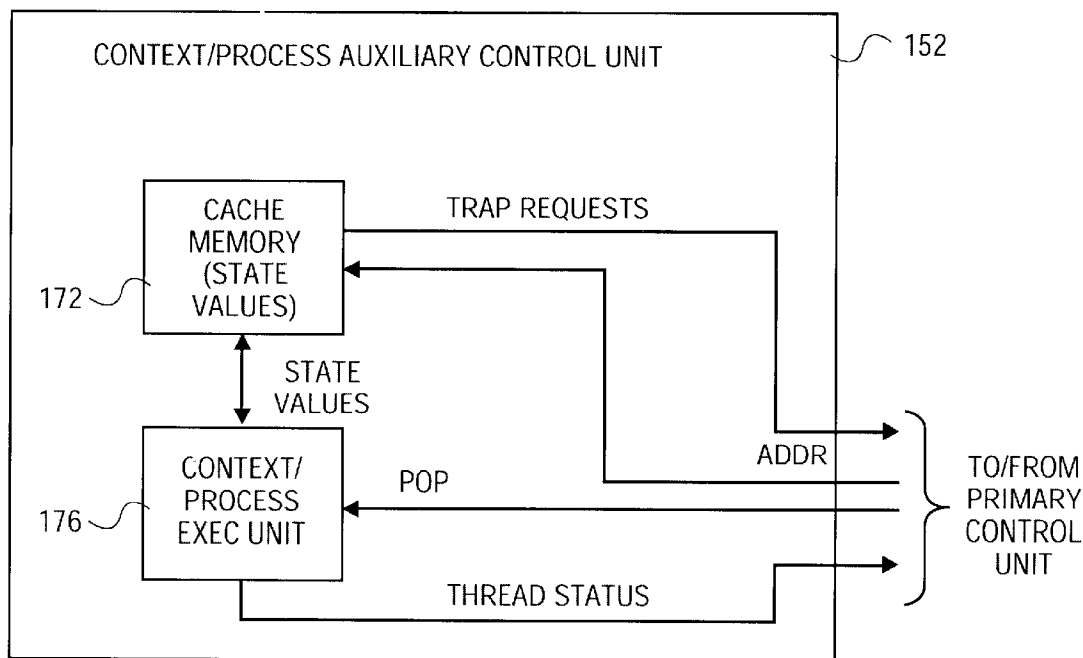 CONTEXT/PROCESS AUXILIARY CONTROL UNIT
152
CACHE
MEMORY
(STATE
VALUES)
172
TRAP REQUESTS
STATE
VALUES
ADDR
CONTEXT/
PROCESS
EXEC UNIT
176
POP
THREAD STATUS
TO/FROM
PRIMARY
CONTROL
UNIT